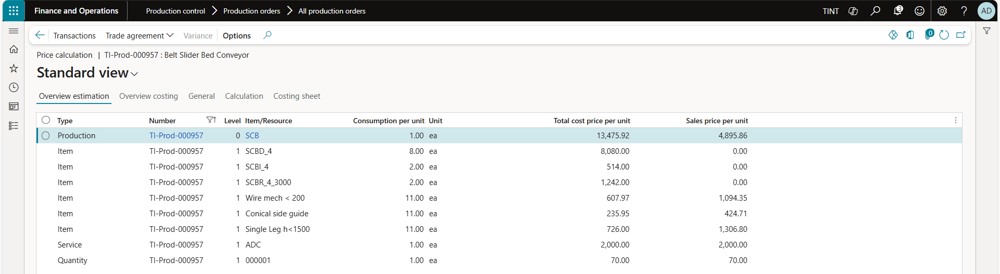 Finance and Operations Production control Production orders All production orders TINT 3 AD
Transactions Trade agreement Variance Options 0
Price calculation | TI-Prod-000957 : Belt Slider Bed Conveyor
Standard view
Overview estimation Overview costing General Calculation Costing sheet
Type Number Level Item/Resource Consumption per unit Unit Total cost price per unit Sales price per unit
Production TI-Prod-000957 0 SCB 1.00 ea 13,475.92 4,895.86
Item TI-Prod-000957 1 SCBD_4 8.00 ea 8,080.00 0.00
Item TI-Prod-000957 1 SCBI_4 2.00 ea 514.00 0.00
Item TI-Prod-000957 1 SCBR_4_3000 2.00 ea 1,242.00 0.00
Item TI-Prod-000957 1 Wire mech < 200 11.00 ea 607.97 1,094.35
Item TI-Prod-000957 1 Conical side guide 11.00 ea 235.95 424.71
Item TI-Prod-000957 1 Single Leg h<1500 11.00 ea 726.00 1,306.80
Service TI-Prod-000957 1 ADC 1.00 ea 2,000.00 2,000.00
Quantity TI-Prod-000957 1 000001 1.00 ea 70.00 70.00